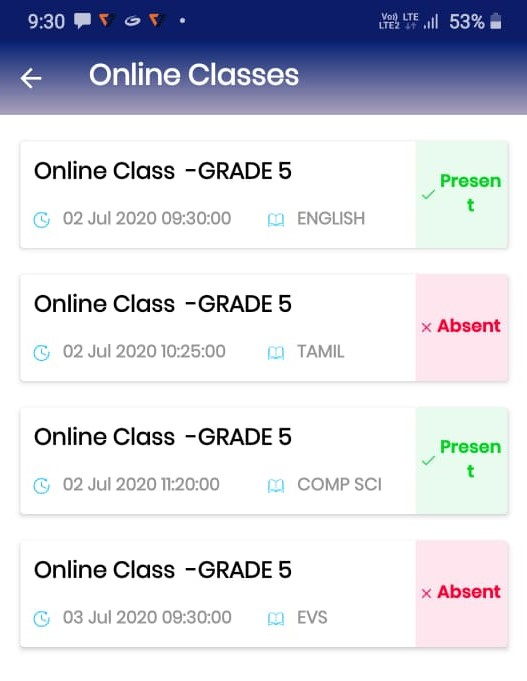 9:30 Vo)) LTE 53%
LTE2
Online Classes
Online Class -GRADE 5
02 Jul 2020 09:30:00 ENGLISH
Presen
t
Online Class -GRADE 5
02 Jul 2020 10:25:00 TAMIL
Absent
Online Class -GRADE 5
02 Jul 2020 11:20:00 COMP SCI
Presen
t
Online Class -GRADE 5
03 Jul 2020 09:30:00 EVS
Absent